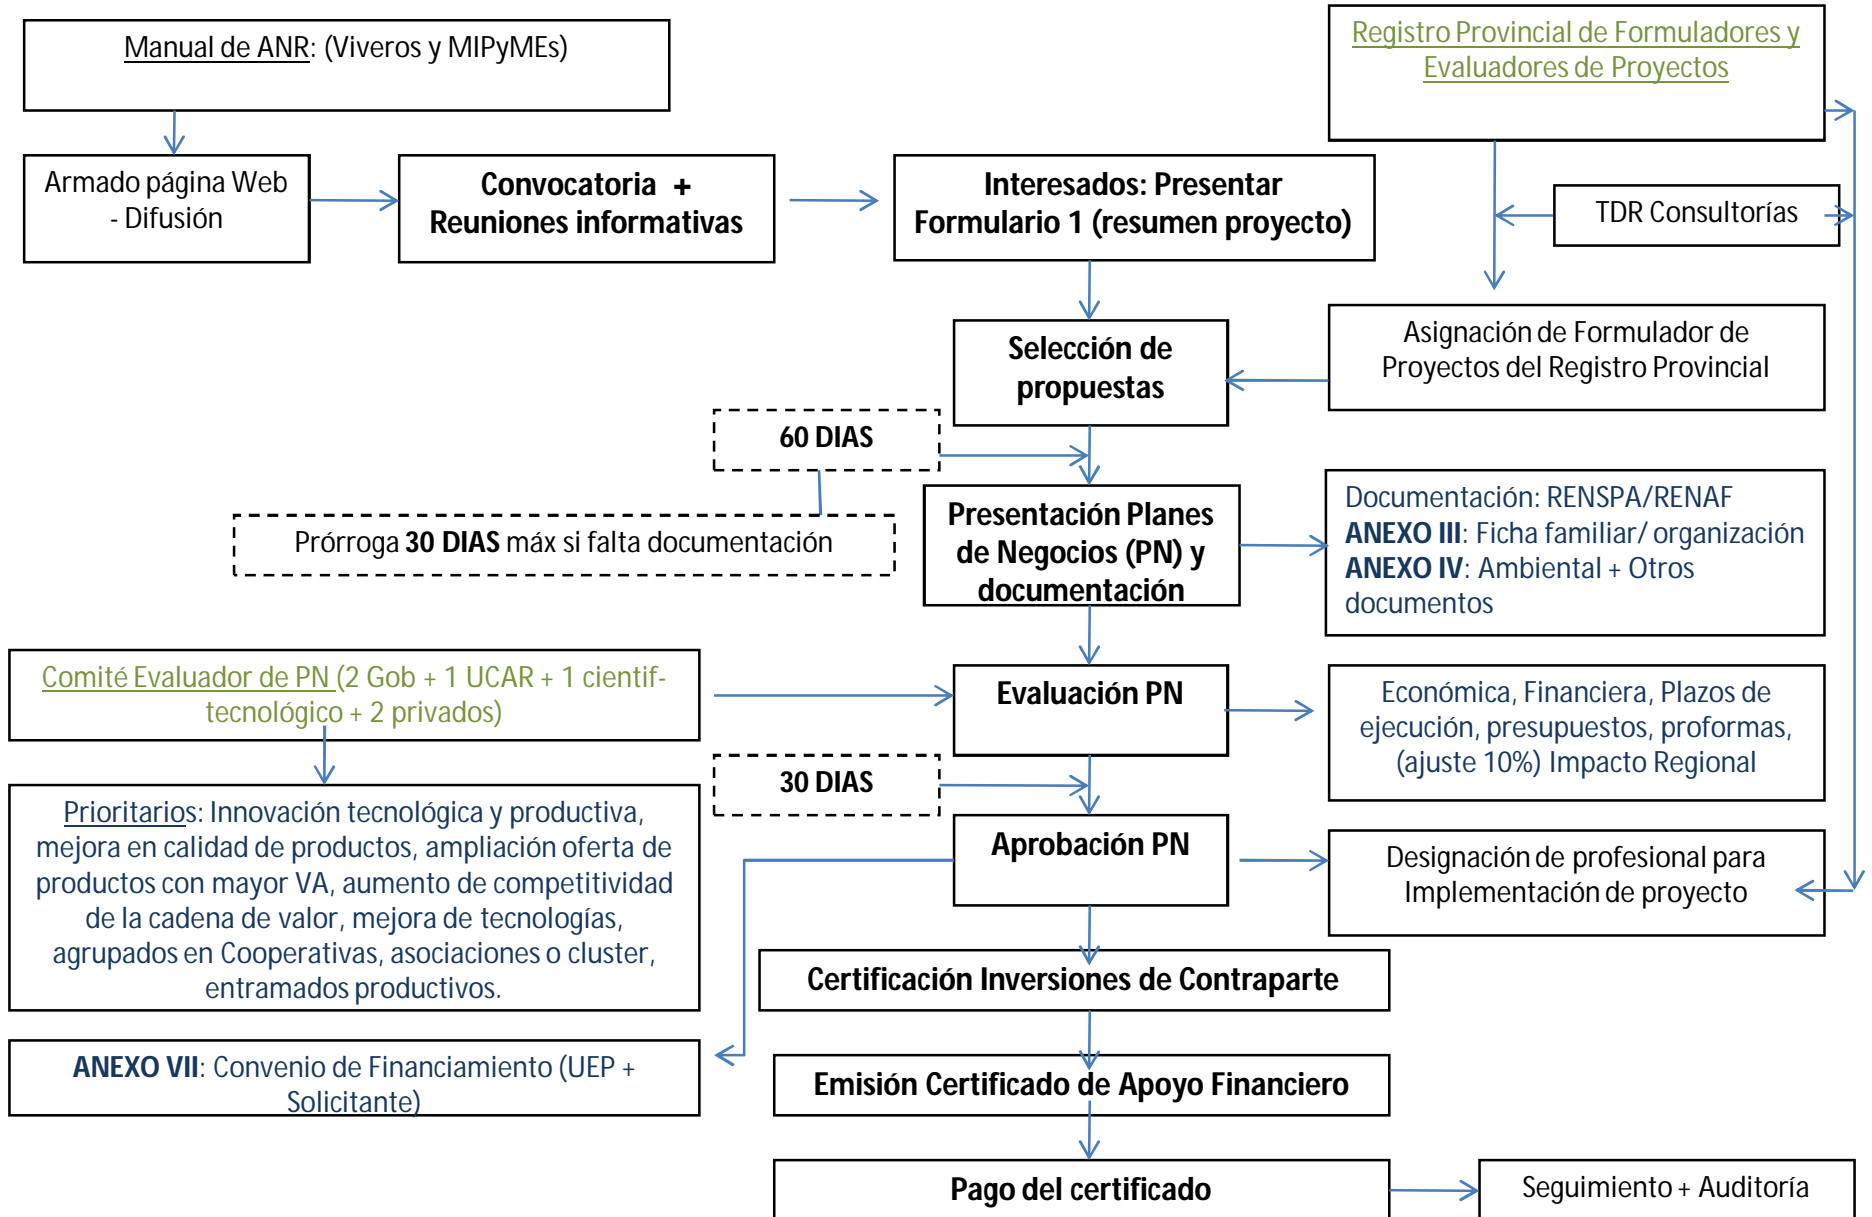 Manual de ANR: (Viveros y MIPyMEs)
Registro Provincial de Formuladores y
Evaluadores de Proyectos
Armado página Web
- Difusión
Convocatoria +
Reuniones informativas
Interesados: Presentar
Formulario 1 (resumen proyecto)
TDR Consultorías
Selección de
propuestas
Asignación de Formulador de
Proyectos del Registro Provincial
60 DIAS
Prórroga 30 DIAS máx si falta documentación
Presentación Planes
de Negocios (PN) y
documentación
Documentación: RENSPA/RENAF
ANEXO III: Ficha familiar/ organización
ANEXO IV: Ambiental + Otros
documentos
Comité Evaluador de PN (2 Gob + 1 UCAR + 1 cientif-
tecnológico + 2 privados)
Evaluación PN
Económica, Financiera, Plazos de
ejecución, presupuestos, proformas,
(ajuste 10%) Impacto Regional
30 DIAS
Prioritarios: Innovación tecnológica y productiva,
mejora en calidad de productos, ampliación oferta de
productos con mayor VA, aumento de competitividad
de la cadena de valor, mejora de tecnologías,
agrupados en Cooperativas, asociaciones o cluster,
entramados productivos.
Aprobación PN
Designación de profesional para
Implementación de proyecto
Certificación Inversiones de Contraparte
ANEXO VII: Convenio de Financiamiento (UEP +
Solicitante)
Emisión Certificado de Apoyo Financiero
Pago del certificado
Seguimiento + Auditoría